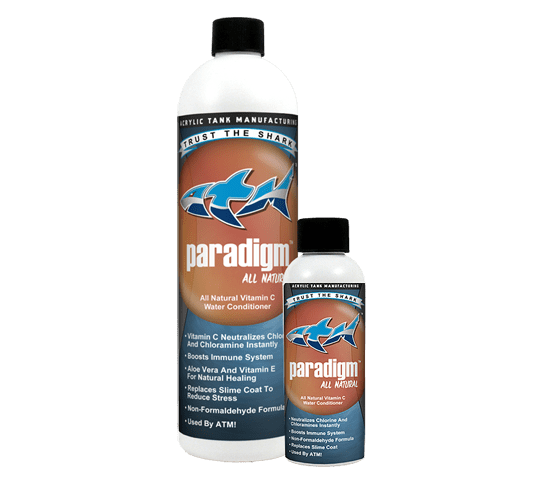 ACRYLIC TANK MANUFACTURING
TRUST THE SHARK
paradigm™
ALL NATURAL
All Natural Vitamin C
Water Conditioner
• Vitamin C Neutralizes Chlorine
And Chloramine Instantly
• Boosts Immune System
• Aloe Vera And Vitamin E
For Natural Healing
• Replaces Slime Coat To
Reduce Stress
• Non-Formaldehyde Formula
• Used By ATM!
ACRYLIC TANK MANUFACTURING
TRUST THE SHARK
paradigm™
ALL NATURAL
All Natural Vitamin C
Water Conditioner
• Neutralizes Chlorine And
Chloramines Instantly
• Boosts Immune System
• Non-Formaldehyde Formula
• Replaces Slime Coat
• Used By ATM!